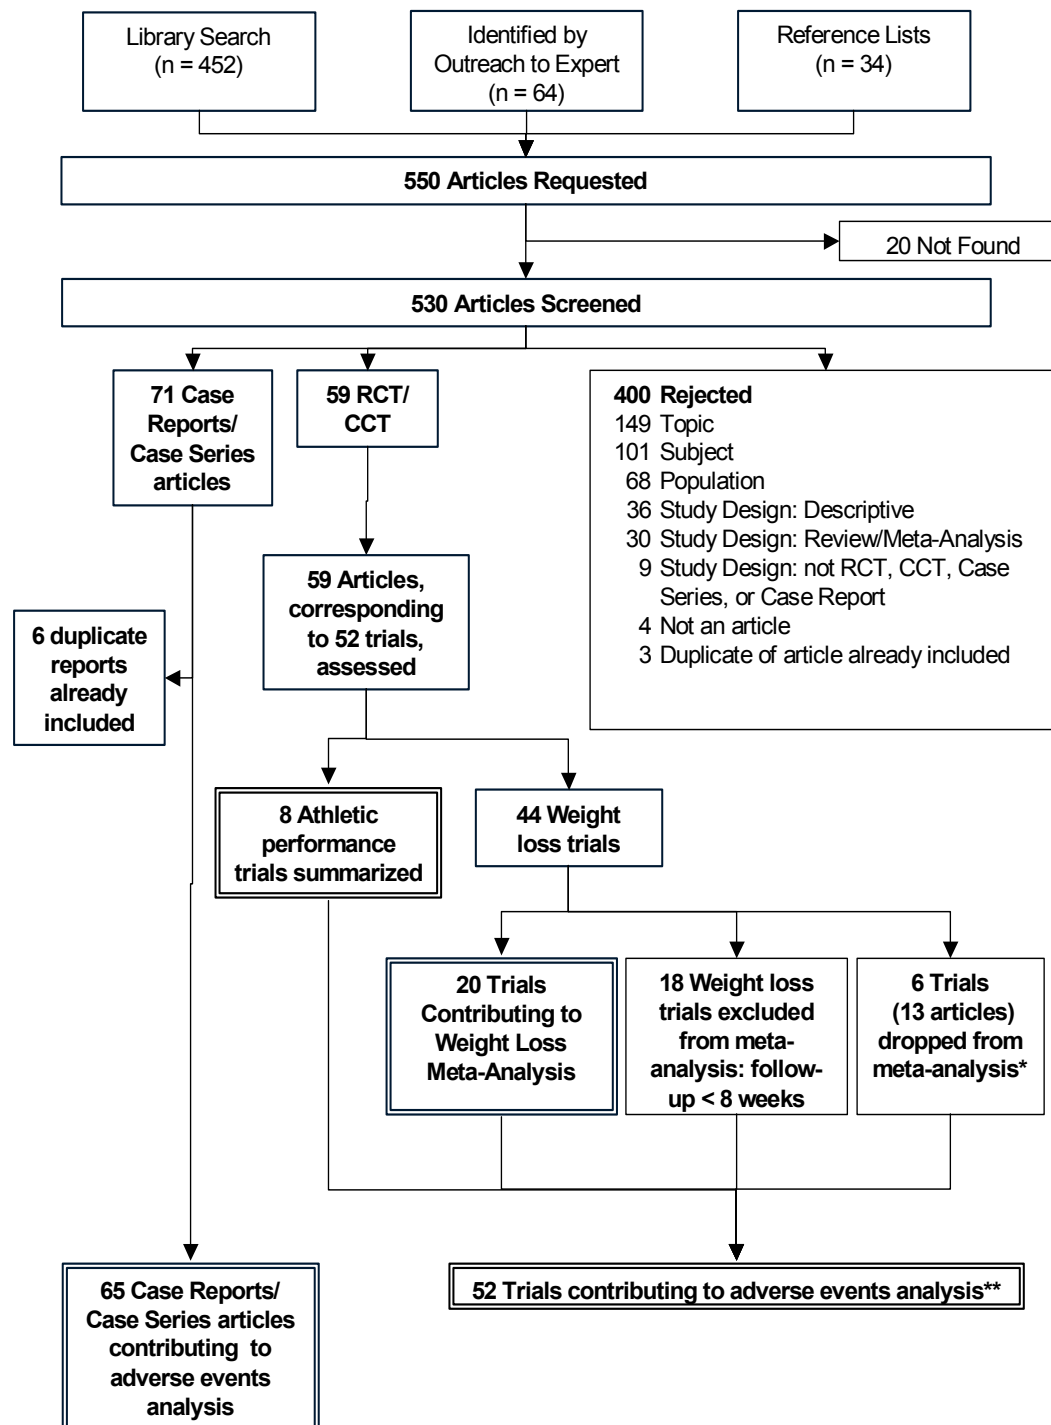 Library Search
(n = 452)
Identified by
Outreach to Expert
(n = 64)
Reference Lists
(n = 34)
550 Articles Requested
20 Not Found
530 Articles Screened
71 Case
Reports/
Case Series
articles
59 RCT/
CCT
400 Rejected
149 Topic
101 Subject
68 Population
36 Study Design: Descriptive
30 Study Design: Review/Meta-Analysis
9 Study Design: not RCT, CCT, Case
Series, or Case Report
4 Not an article
3 Duplicate of article already included
59 Articles,
corresponding
to 52 trials,
assessed
6 duplicate
reports
already
included
8 Athletic
performance
trials summarized
44 Weight
loss trials
20 Trials
Contributing to
Weight Loss
Meta-Analysis
18 Weight loss
trials excluded
from meta-
analysis: follow-
up < 8 weeks
6 Trials
(13 articles)
dropped from
meta-analysis*
65 Case Reports/
Case Series articles
contributing to
adverse events
analysis
52 Trials contributing to adverse events analysis**